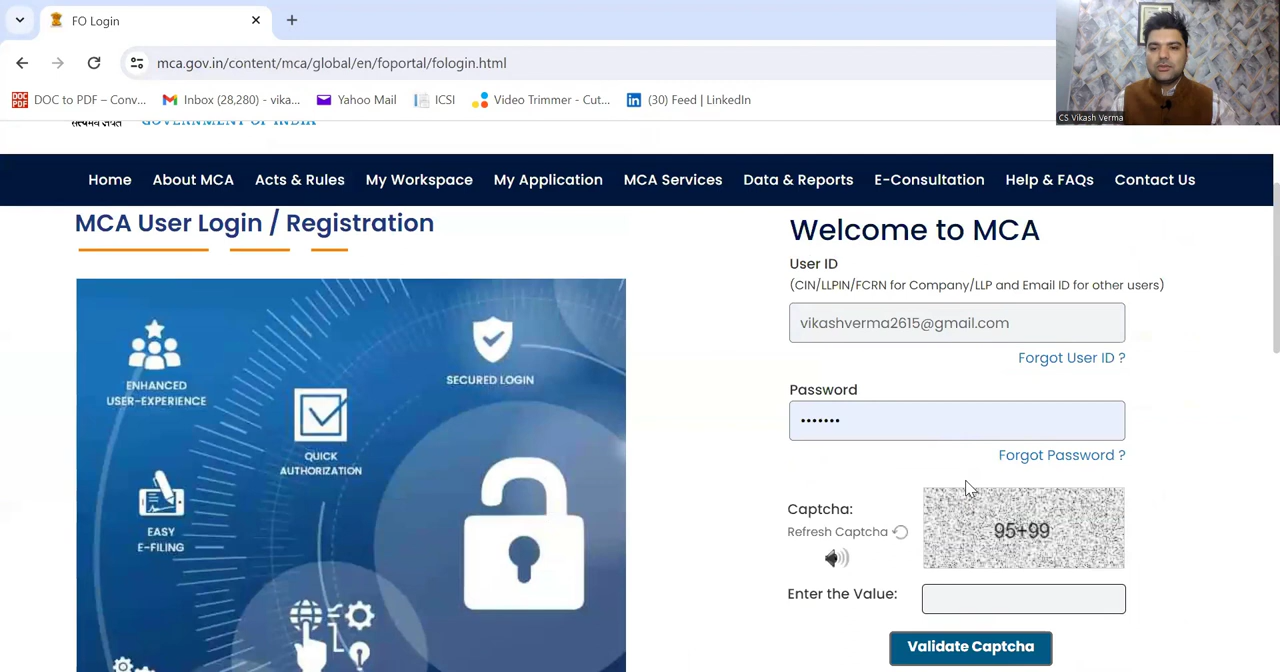 FO Login
mca.gov.in/content/mca/global/en/foportal/fologin.html
DOC to PDF – Conv...
Inbox (28,280) - vika...
Yahoo Mail
ICSI
Video Trimmer - Cut...
(30) Feed | LinkedIn
CS Vikash Verma
सत्यमेव जयते
GOVERNMENT OF INDIA
Home About MCA Acts & Rules My Workspace My Application MCA Services Data & Reports E-Consultation Help & FAQs Contact Us
MCA User Login / Registration
ENHANCED
USER-EXPERIENCE
SECURED LOGIN
QUICK
AUTHORIZATION
EASY
E-FILING
Welcome to MCA
User ID
(CIN/LLPIN/FCRN for Company/LLP and Email ID for other users)
vikashverma2615@gmail.com
Forgot User ID ?
Password
•••••••
Forgot Password ?
Captcha:
Refresh Captcha
95+99
Enter the Value:
Validate Captcha